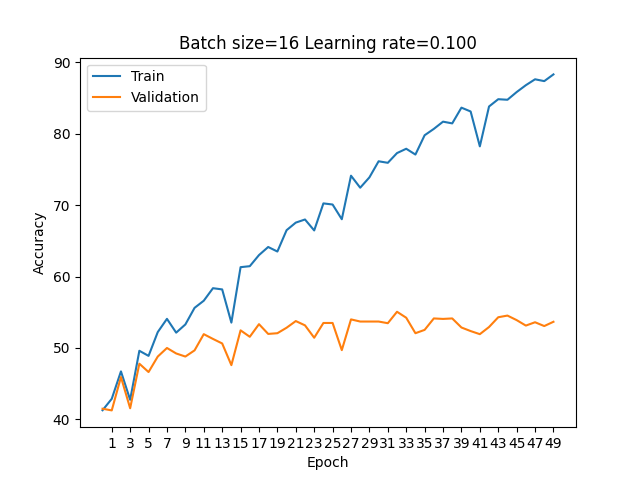 Batch size=16 Learning rate=0.100
Train
Validation
90
80
70
60
50
40
Accuracy
1 3 5 7 9 11 13 15 17 19 21 23 25 27 29 31 33 35 37 39 41 43 45 47 49
Epoch